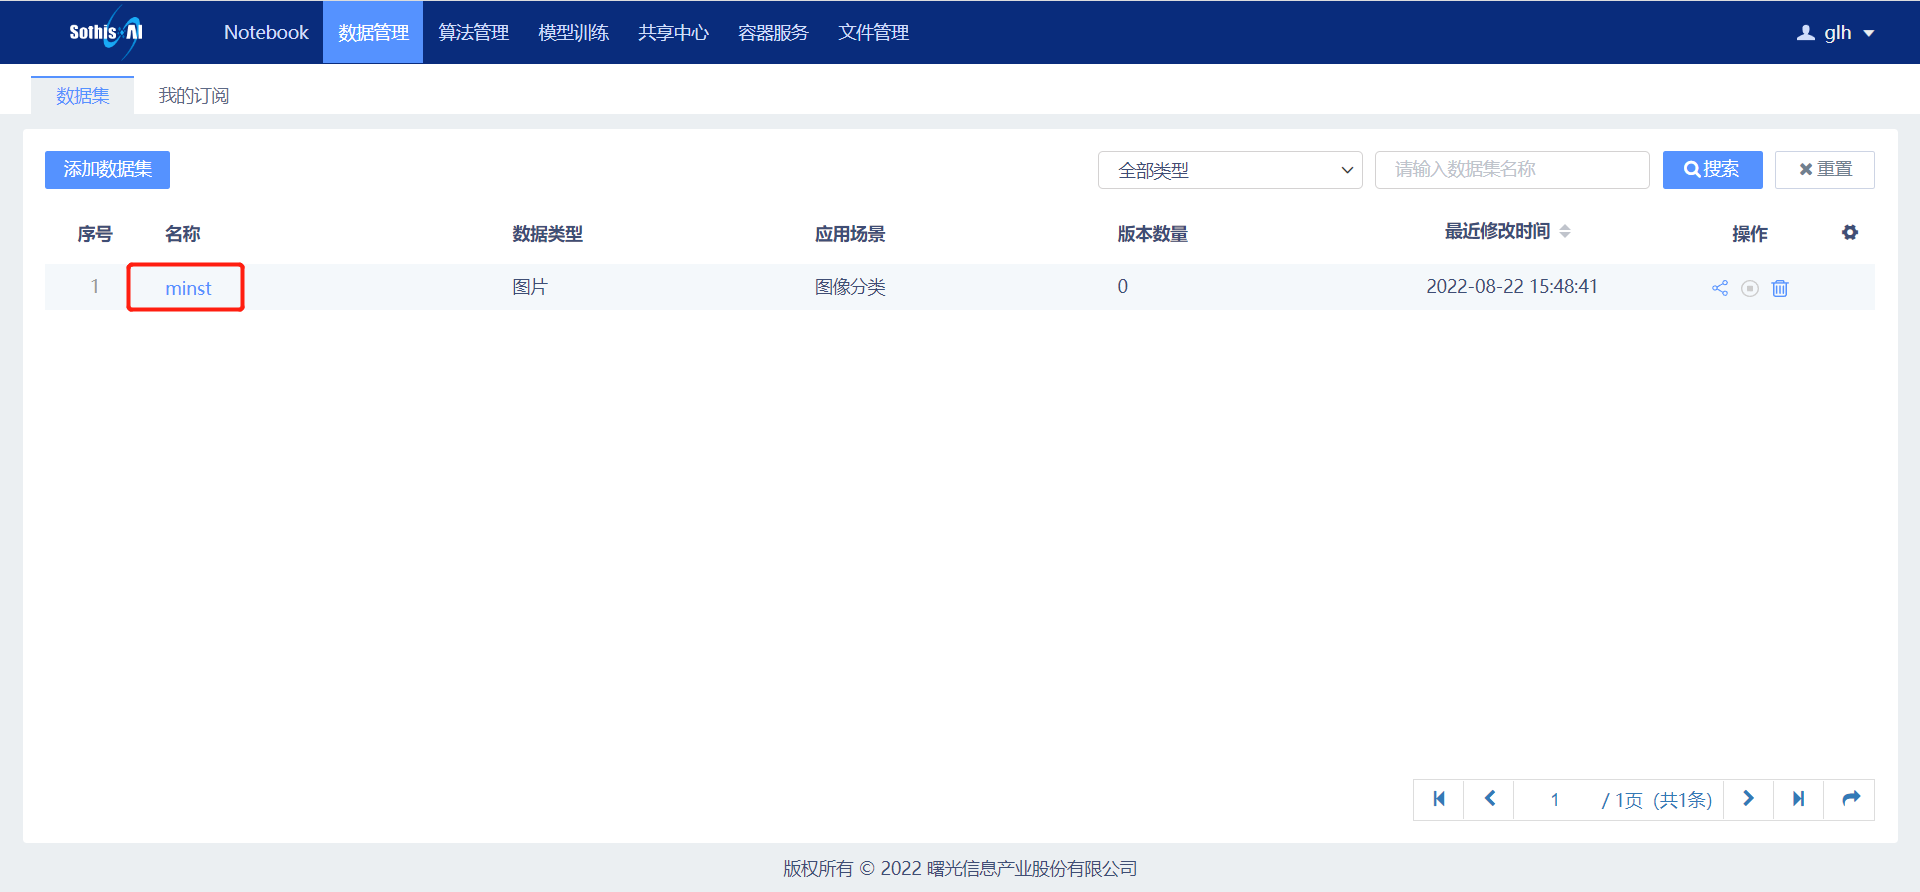 SothisAI Notebook 数据管理 算法管理 模型训练 共享中心 容器服务 文件管理 glh
数据集 我的订阅
添加数据集 全部类型 请输入数据集名称 搜索 重置
序号 名称 数据类型 应用场景 版本数量 最近修改时间 操作
1 minst 图片 图像分类 0 2022-08-22 15:48:41
1 / 1页 (共1条)
版权所有 © 2022 曙光信息产业股份有限公司